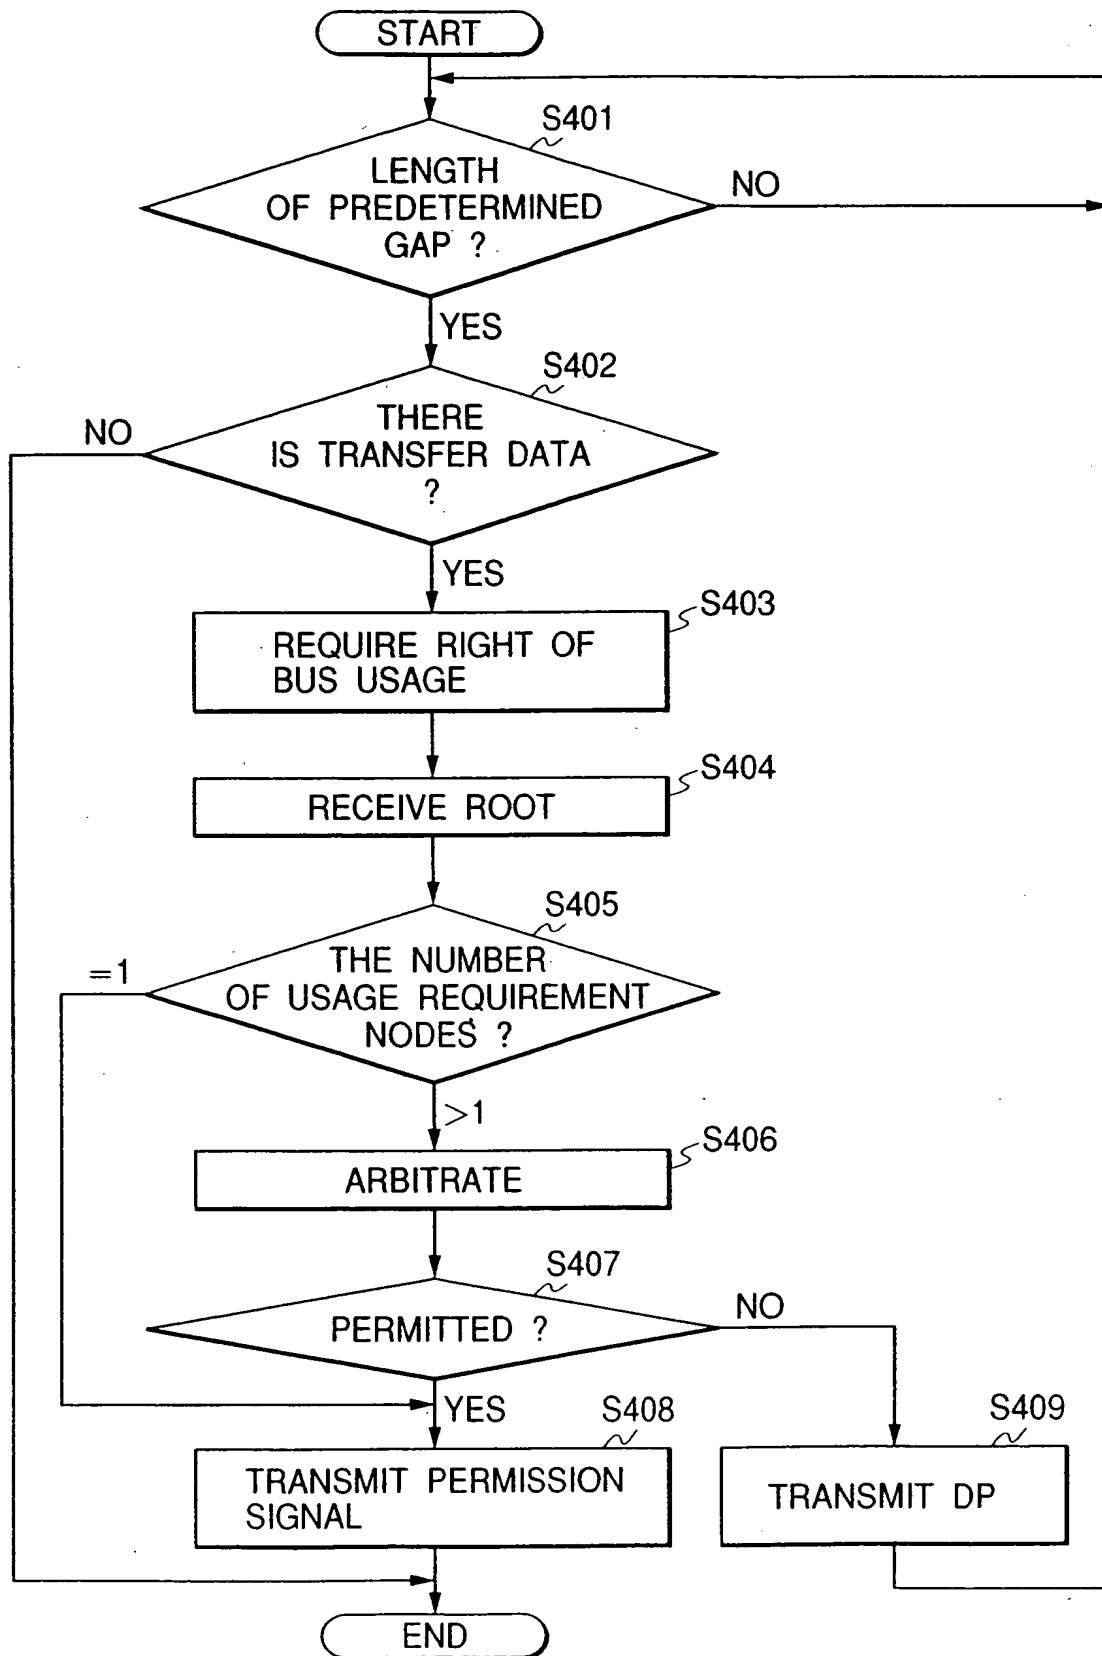 START
S401
LENGTH
OF PREDETERMINED
GAP ?
NO
YES
S402
THERE
IS TRANSFER DATA
?
NO
YES
S403
REQUIRE RIGHT OF
BUS USAGE
S404
RECEIVE ROOT
S405
THE NUMBER
OF USAGE REQUIREMENT
NODES ?
=1
>1
S406
ARBITRATE
S407
PERMITTED ?
NO
YES
S408
TRANSMIT PERMISSION
SIGNAL
S409
TRANSMIT DP
END